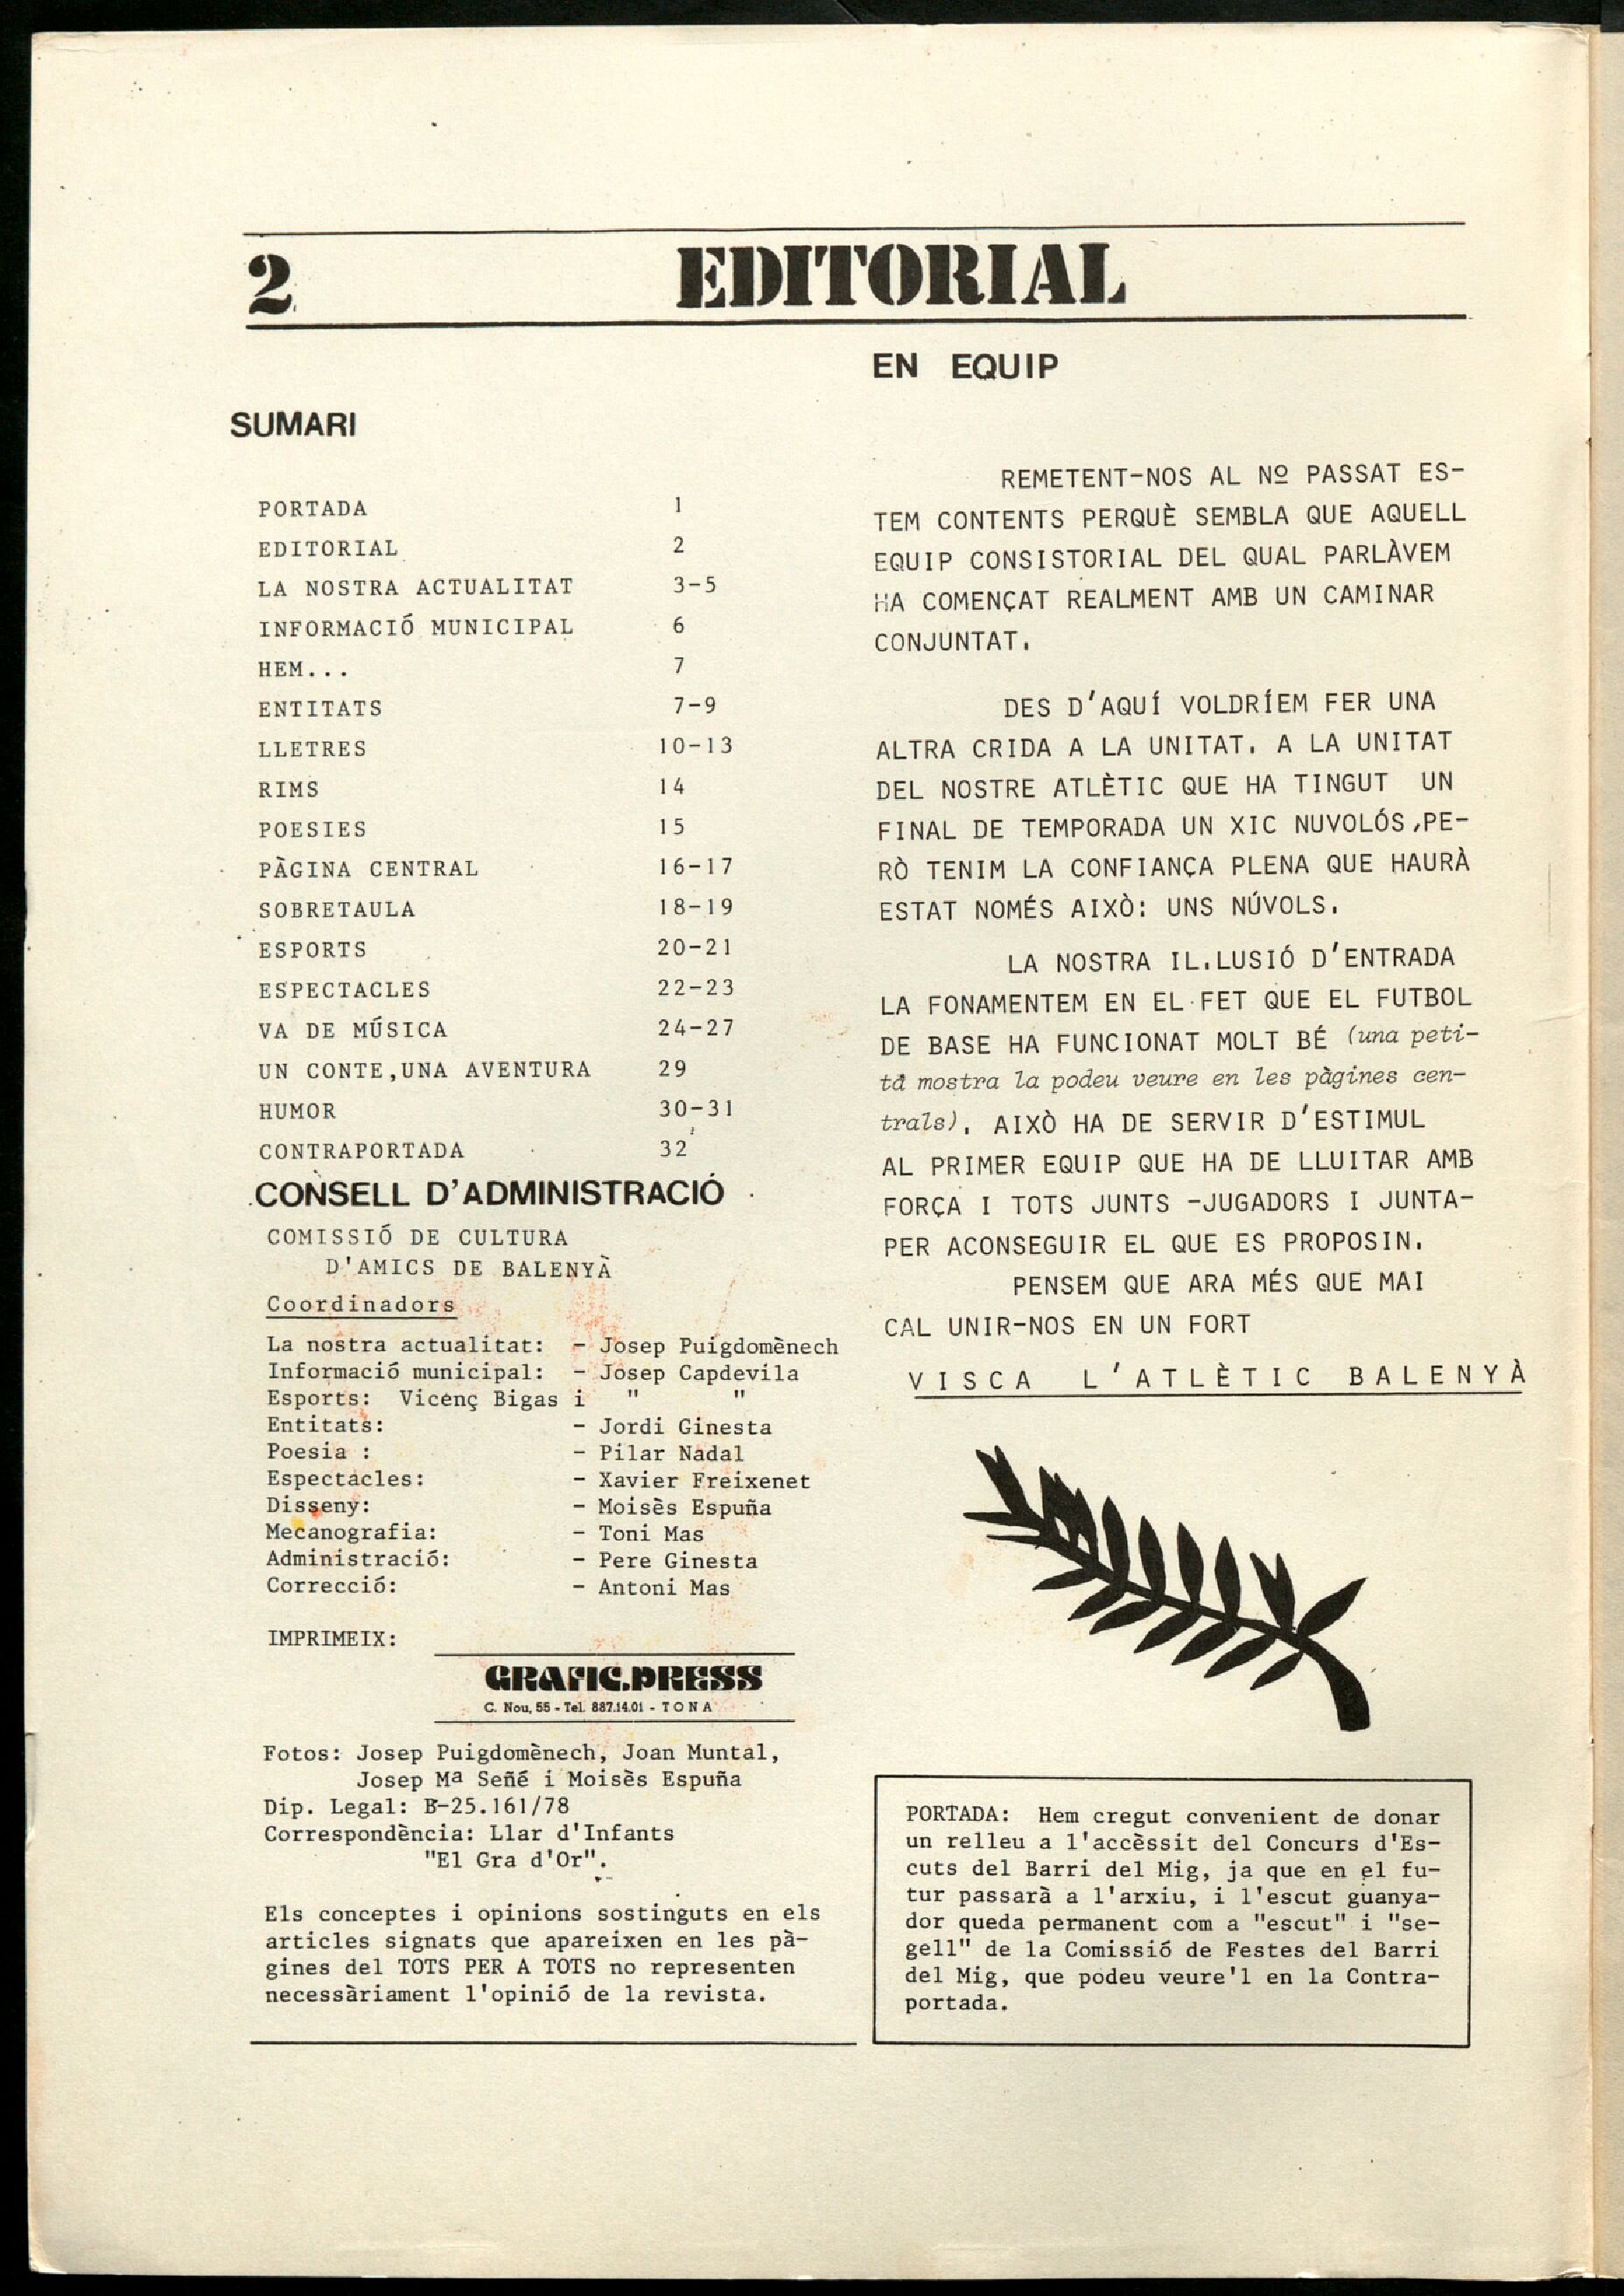 2 EDITORIAL
SUMARI
PORTADA 1
EDITORIAL 2
LA NOSTRA ACTUALITAT 3-5
INFORMACIÓ MUNICIPAL 6
HEM... 7
ENTITATS 7-9
LLETRES 10-13
RIMS 14
POESIES 15
PÀGINA CENTRAL 16-17
SOBRETAULA 18-19
ESPORTS 20-21
ESPECTACLES 22-23
VA DE MÚSICA 24-27
UN CONTE,UNA AVENTURA 29
HUMOR 30-31
CONTRAPORTADA 32
CONSELL D'ADMINISTRACIÓ
COMISSIÓ DE CULTURA
D'AMICS DE BALENYÀ
Coordinadors
La nostra actualitat: - Josep Puigdomènech
Informació municipal: - Josep Capdevila
Esports: Vicenç Bigas i " "
Entitats: - Jordi Ginesta
Poesia : - Pilar Nadal
Espectacles: - Xavier Freixenet
Disseny: - Moisès Espuña
Mecanografia: - Toni Mas
Administració: - Pere Ginesta
Correcció: - Antoni Mas
IMPRIMEIX:
GRAFIC.PRESS
C. Nou, 55 - Tel. 887.14.01 - TONA
Fotos: Josep Puigdomènech, Joan Muntal,
Josep Mª Señé i Moisès Espuña
Dip. Legal: B-25.161/78
Correspondència: Llar d'Infants
"El Gra d'Or".
Els conceptes i opinions sostinguts en els
articles signats que apareixen en les pà-
gines del TOTS PER A TOTS no representen
necessàriament l'opinió de la revista.
EN EQUIP
REMETENT-NOS AL Nº PASSAT ES-
TEM CONTENTS PERQUÈ SEMBLA QUE AQUELL
EQUIP CONSISTORIAL DEL QUAL PARLÀVEM
HA COMENÇAT REALMENT AMB UN CAMINAR
CONJUNTAT.
DES D'AQUÍ VOLDRÍEM FER UNA
ALTRA CRIDA A LA UNITAT. A LA UNITAT
DEL NOSTRE ATLÈTIC QUE HA TINGUT UN
FINAL DE TEMPORADA UN XIC NUVOLÓS,PE-
RÒ TENIM LA CONFIANÇA PLENA QUE HAURÀ
ESTAT NOMÉS AIXÒ: UNS NÚVOLS.
LA NOSTRA IL.LUSIÓ D'ENTRADA
LA FONAMENTEM EN EL FET QUE EL FUTBOL
DE BASE HA FUNCIONAT MOLT BÉ (una peti-
ta mostra la podeu veure en les pàgines cen-
trals). AIXÒ HA DE SERVIR D'ESTIMUL
AL PRIMER EQUIP QUE HA DE LLUITAR AMB
FORÇA I TOTS JUNTS -JUGADORS I JUNTA-
PER ACONSEGUIR EL QUE ES PROPOSIN.
PENSEM QUE ARA MÉS QUE MAI
CAL UNIR-NOS EN UN FORT
VISCA L'ATLÈTIC BALENYÀ
PORTADA: Hem cregut convenient de donar
un relleu a l'accèssit del Concurs d'Es-
cuts del Barri del Mig, ja que en el fu-
tur passarà a l'arxiu, i l'escut guanya-
dor queda permanent com a "escut" i "se-
gell" de la Comissió de Festes del Barri
del Mig, que podeu veure'l en la Contra-
portada.